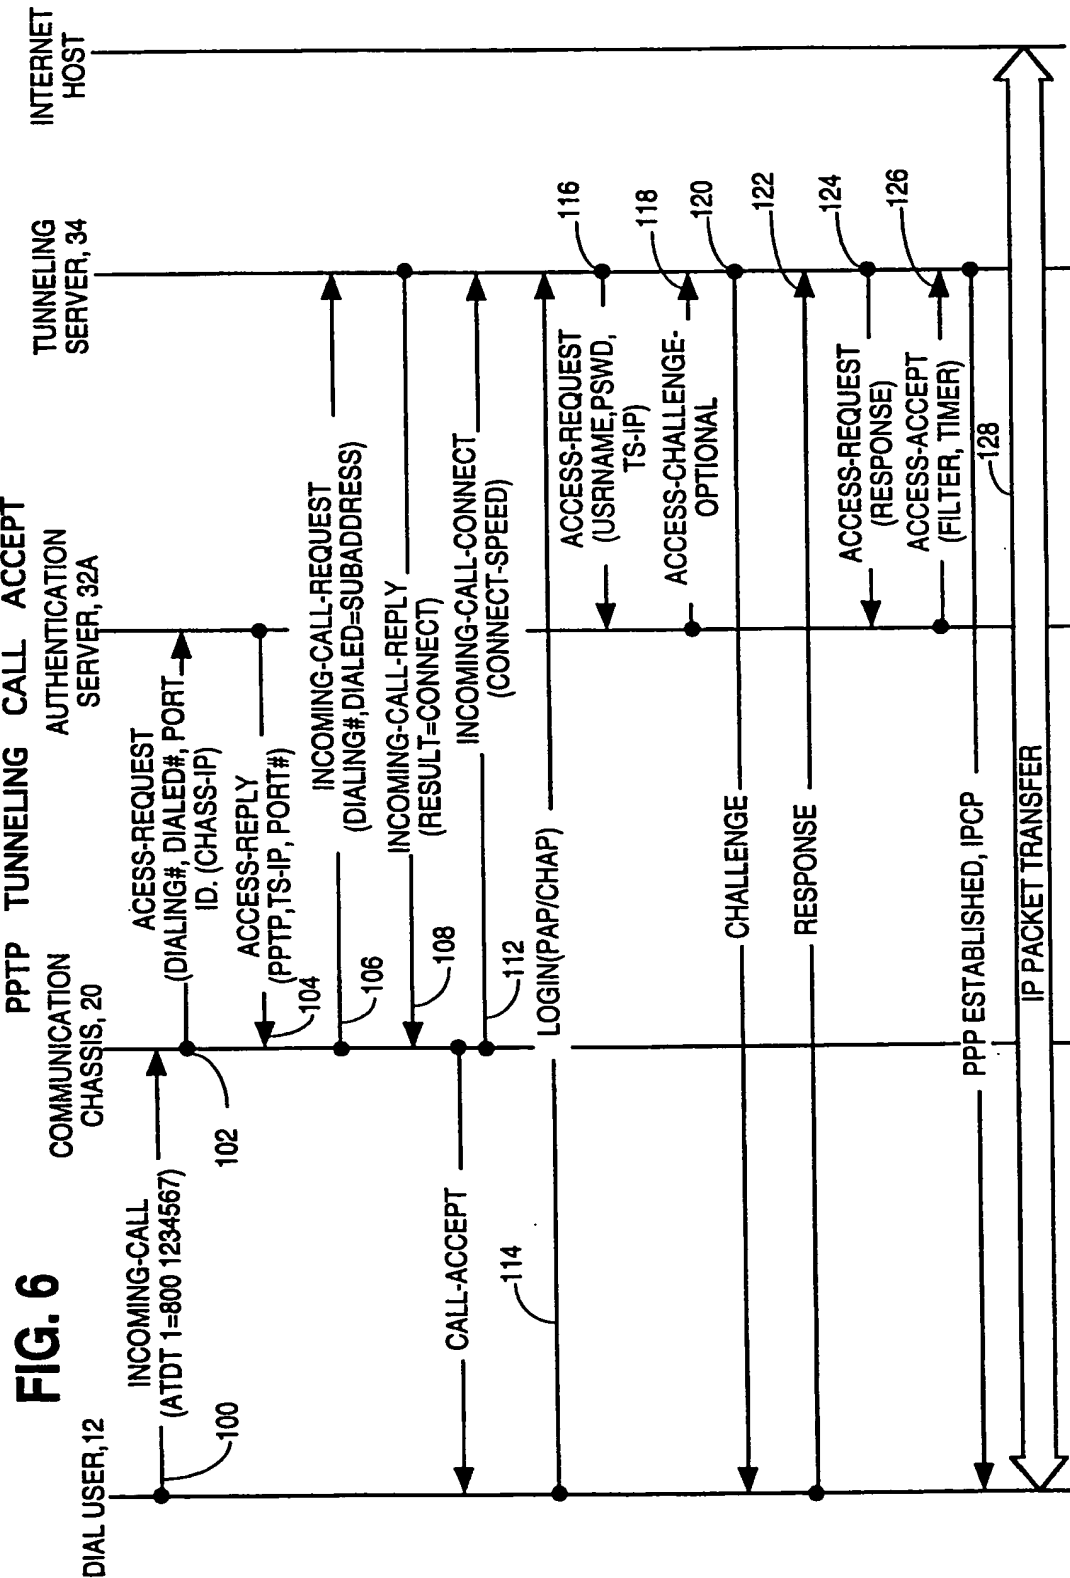 FIG. 6
PPTP TUNNELING CALL ACCEPT
DIAL USER,12
COMMUNICATION
CHASSIS, 20
AUTHENTICATION
SERVER, 32A
TUNNELING
SERVER, 34
INTERNET
HOST
INCOMING-CALL
(ATDT 1=800 1234567)
100
102
ACESS-REQUEST
(DIALING#, DIALED#, PORT
ID. (CHASS-IP)
ACCESS-REPLY
(PPTP,TS-IP, PORT#)
104
INCOMING-CALL-REQUEST
(DIALING#,DIALED=SUBADDRESS)
106
INCOMING-CALL-REPLY
(RESULT=CONNECT)
108
CALL-ACCEPT
INCOMING-CALL-CONNECT
(CONNECT-SPEED)
112
LOGIN(PAP/CHAP)
114
ACCESS-REQUEST
(USRNAME,PSWD,
TS-IP)
116
ACCESS-CHALLENGE-
OPTIONAL
118
CHALLENGE
120
RESPONSE
122
ACCESS-REQUEST
(RESPONSE)
124
ACCESS-ACCEPT
(FILTER, TIMER)
126
PPP ESTABLISHED, IPCP
128
IP PACKET TRANSFER